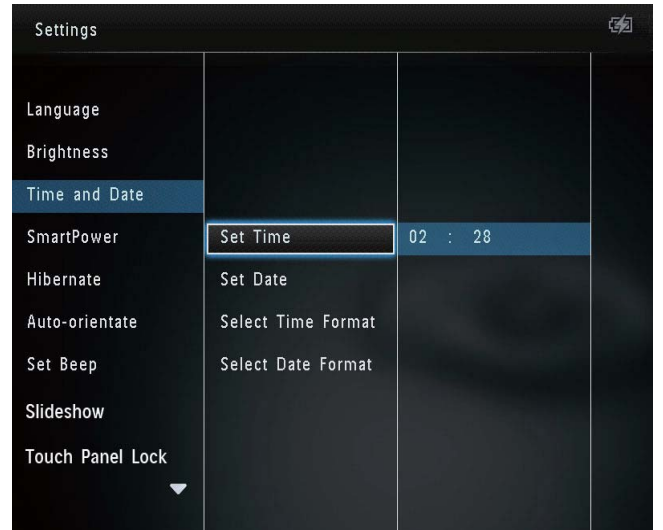 Settings
Language
Brightness
Time and Date
SmartPower
Hibernate
Auto-orientate
Set Beep
Slideshow
Touch Panel Lock
Set Time
Set Date
Select Time Format
Select Date Format
02 : 28